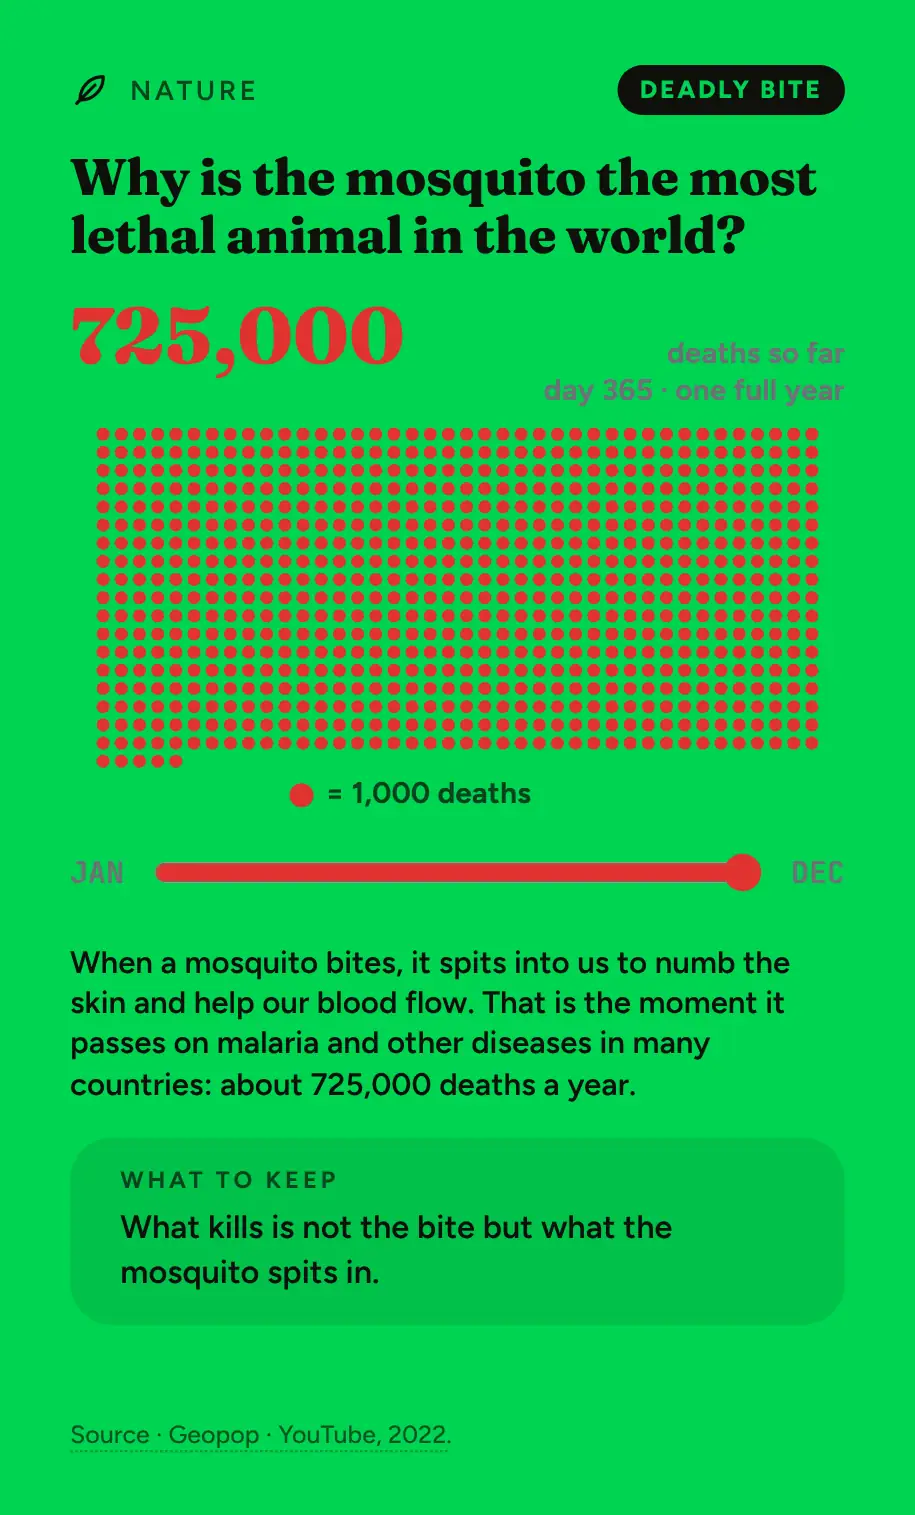 NATURE
DEADLY BITE
Why is the mosquito the most
lethal animal in the world?
725,000
deaths so far
day 365 · one full year
= 1,000 deaths
JAN
DEC
When a mosquito bites, it spits into us to numb the
skin and help our blood flow. That is the moment it
passes on malaria and other diseases in many
countries: about 725,000 deaths a year.
WHAT TO KEEP
What kills is not the bite but what the
mosquito spits in.
Source · Geopop · YouTube, 2022.